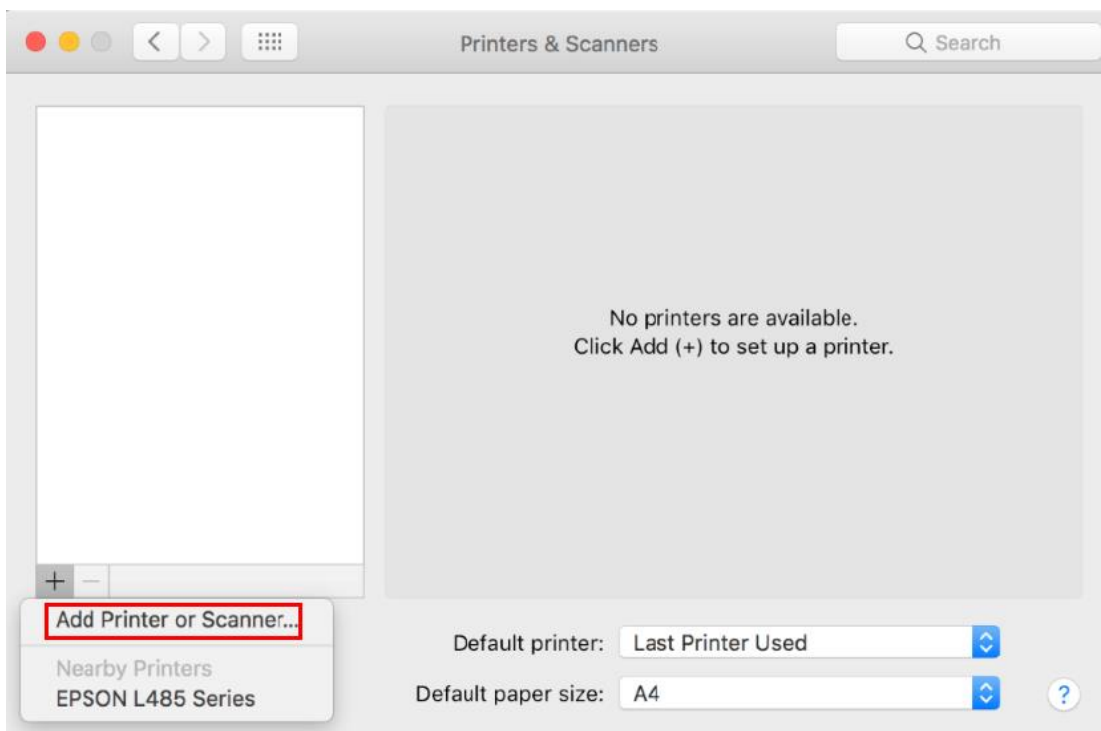 Printers & Scanners
Search
No printers are available.
Click Add (+) to set up a printer.
Add Printer or Scanner...
Nearby Printers
EPSON L485 Series
Default printer: Last Printer Used
Default paper size: A4
?